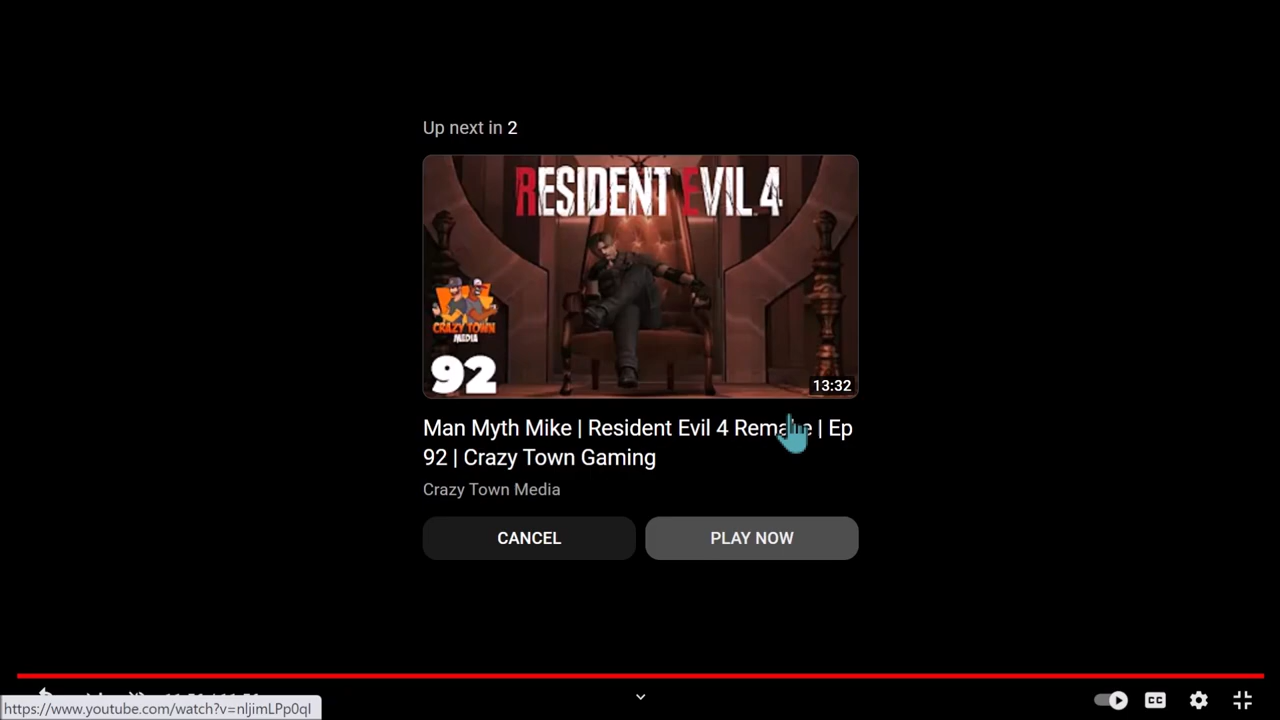 Up next in 2
RESIDENT EVIL 4
CRAZY TOWN
MEDIA
92
13:32
Man Myth Mike | Resident Evil 4 Remake | Ep
92 | Crazy Town Gaming
Crazy Town Media
CANCEL
PLAY NOW
https://www.youtube.com/watch?v=nljimLPp0qI